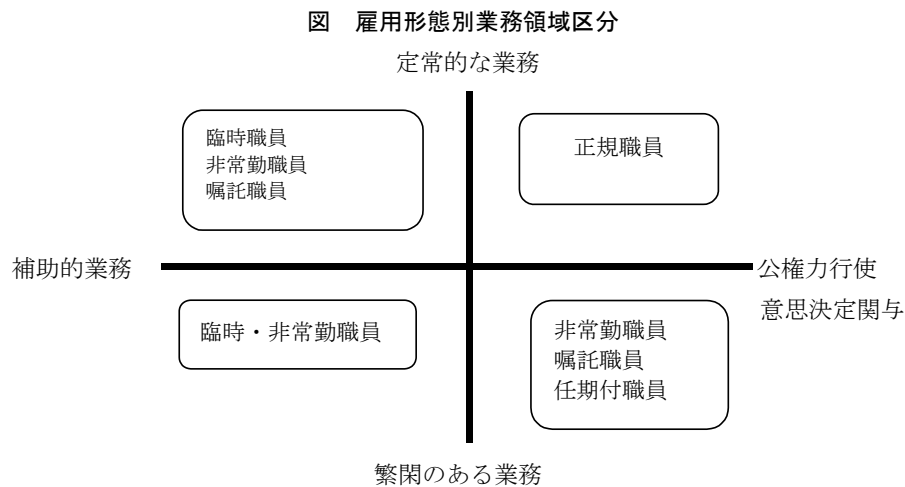 図 雇用形態別業務領域区分
定常的な業務
臨時職員
非常勤職員
嘱託職員
正規職員
補助的業務
公権力行使
意思決定関与
臨時・非常勤職員
非常勤職員
嘱託職員
任期付職員
繁閑のある業務